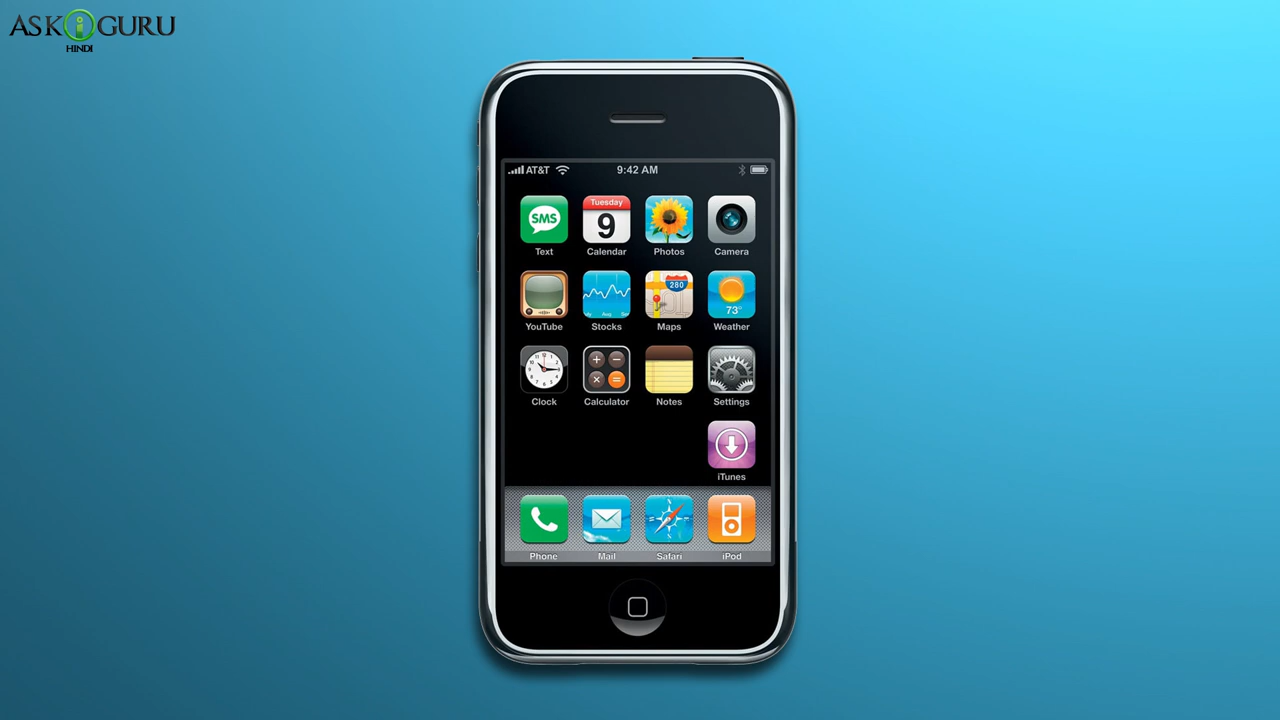 ASK i GURU
HINDI
AT&T 9:42 AM
SMS Tuesday 9
Text Calendar Photos Camera
280 73°
YouTube Stocks Maps Weather
Clock Calculator Notes Settings
iTunes
Phone Mail Safari iPod